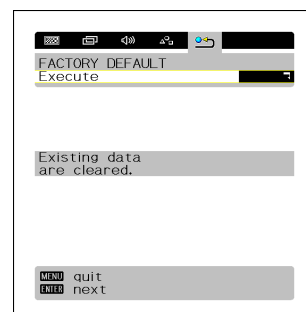 FACTORY DEFAULT
Execute
Existing data
are cleared.
MENU quit
ENTER next